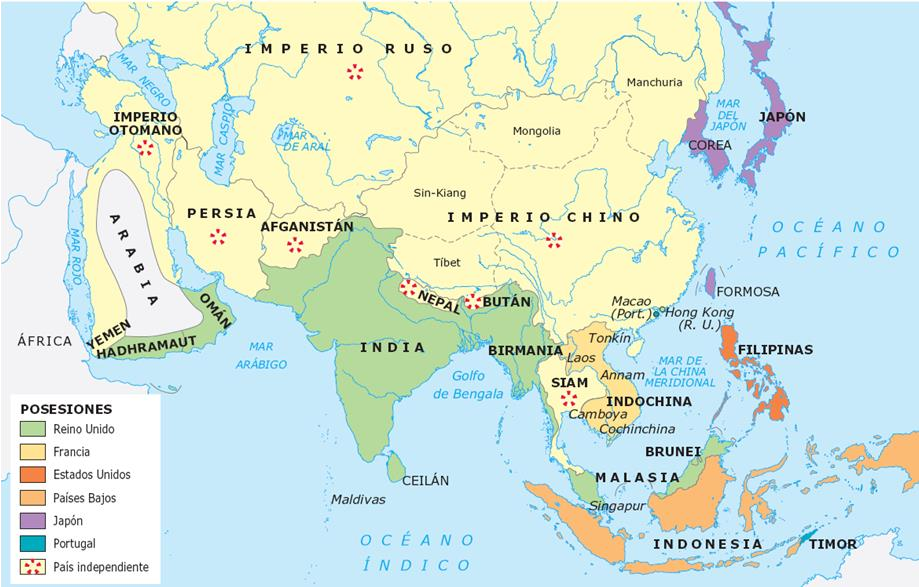 IMPERIO RUSO
Manchuria
MAR NEGRO
MAR
DEL
JAPÓN
JAPÓN
IMPERIO
OTOMANO
MAR CASPIO
MAR
DE ARAL
Mongolia
COREA
Sin-Kiang
IMPERIO CHINO
PERSIA
AFGANISTÁN
ARABIA
MAR ROJO
OCÉANO
PACÍFICO
Tíbet
NEPAL
BUTÁN
FORMOSA
Macao
(Port.)
Hong Kong
(R. U.)
OMÁN
YEMEN
HADHRAMAUT
ÁFRICA
MAR
ARÁBIGO
INDIA
BIRMANIA
Tonkín
Laos
Annam
MAR DE
LA CHINA
MERIDIONAL
FILIPINAS
Golfo
de Bengala
SIAM
INDOCHINA
Camboya
Cochinchina
BRUNEI
MALASIA
Singapur
CEILÁN
Maldivas
OCÉANO
ÍNDICO
INDONESIA
TIMOR
POSESIONES
Reino Unido
Francia
Estados Unidos
Países Bajos
Japón
Portugal
País independiente